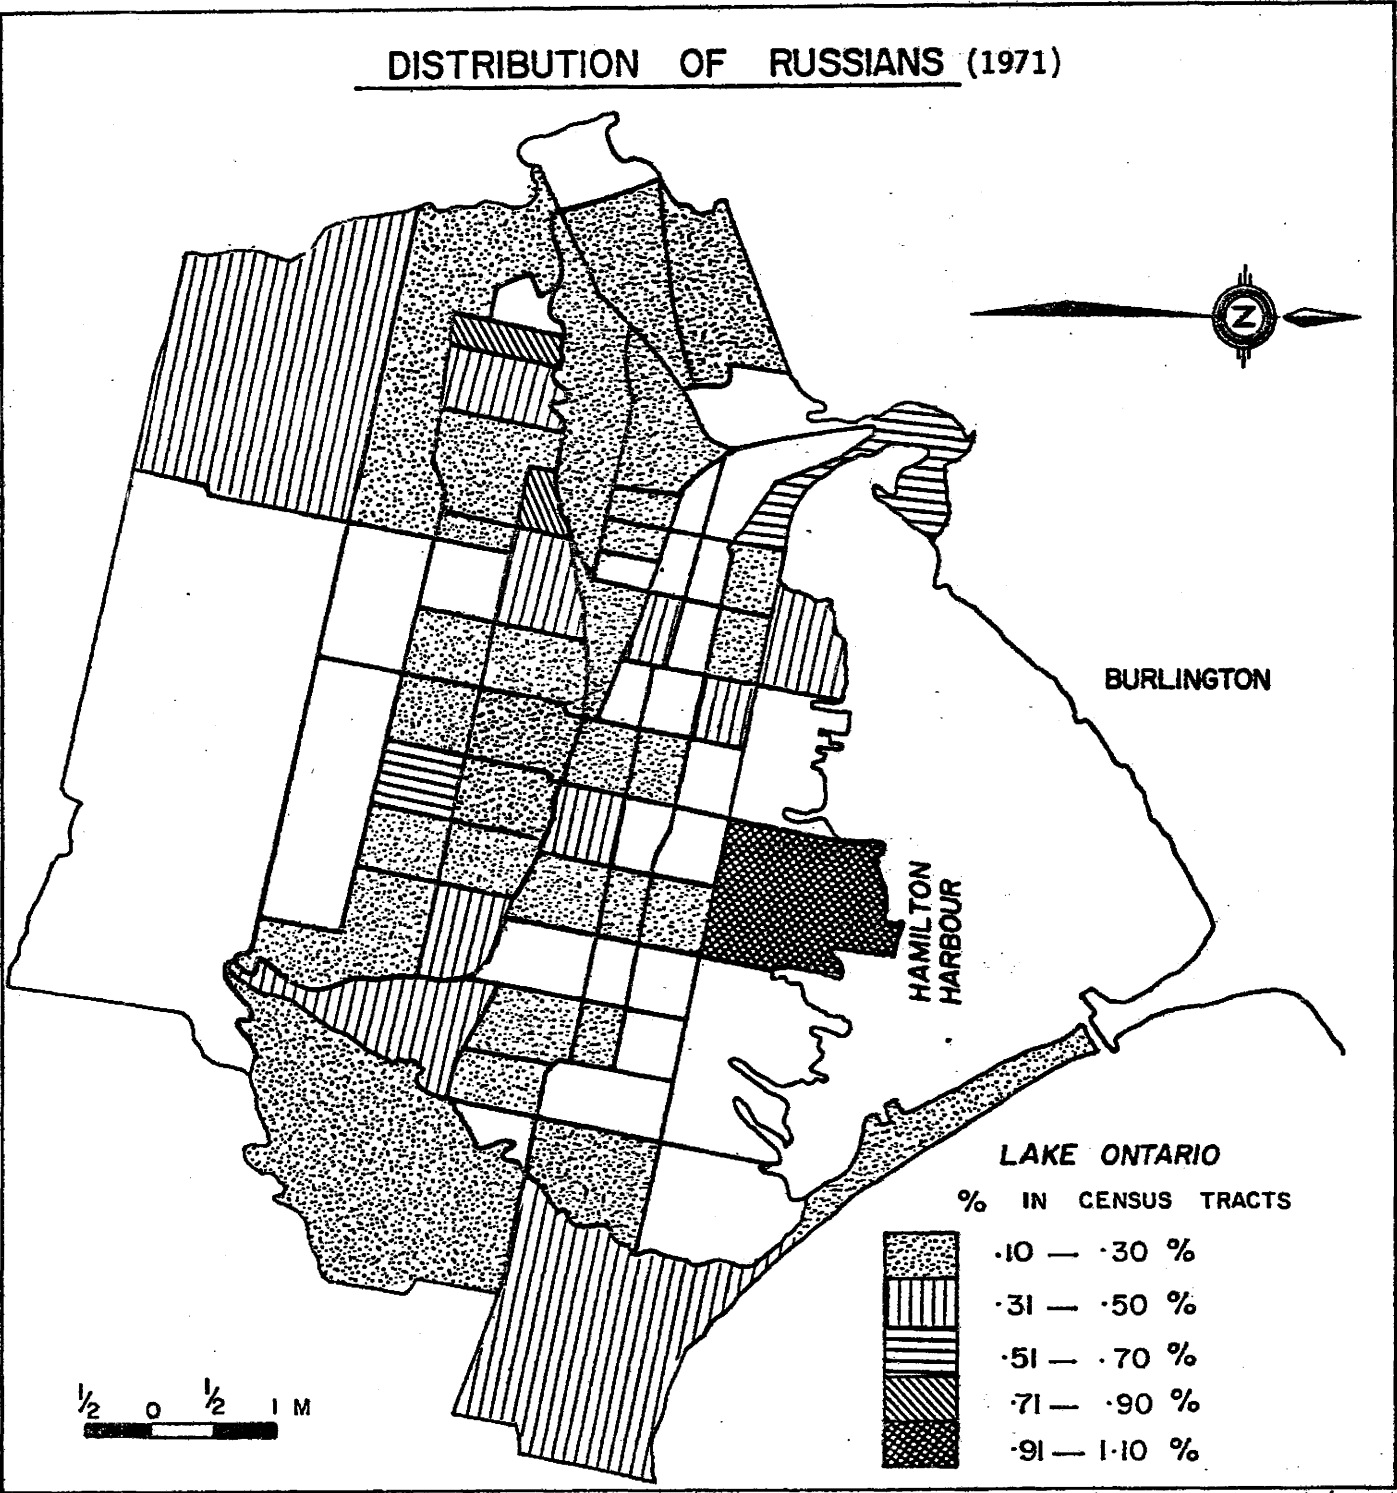 DISTRIBUTION OF RUSSIANS (1971)
N
BURLINGTON
HAMILTON
HARBOUR
LAKE ONTARIO
% IN CENSUS TRACTS
.10 — .30 %
.31 — .50 %
.51 — .70 %
.71 — .90 %
.91 — 1.10 %
1/2 0 1/2 1 M